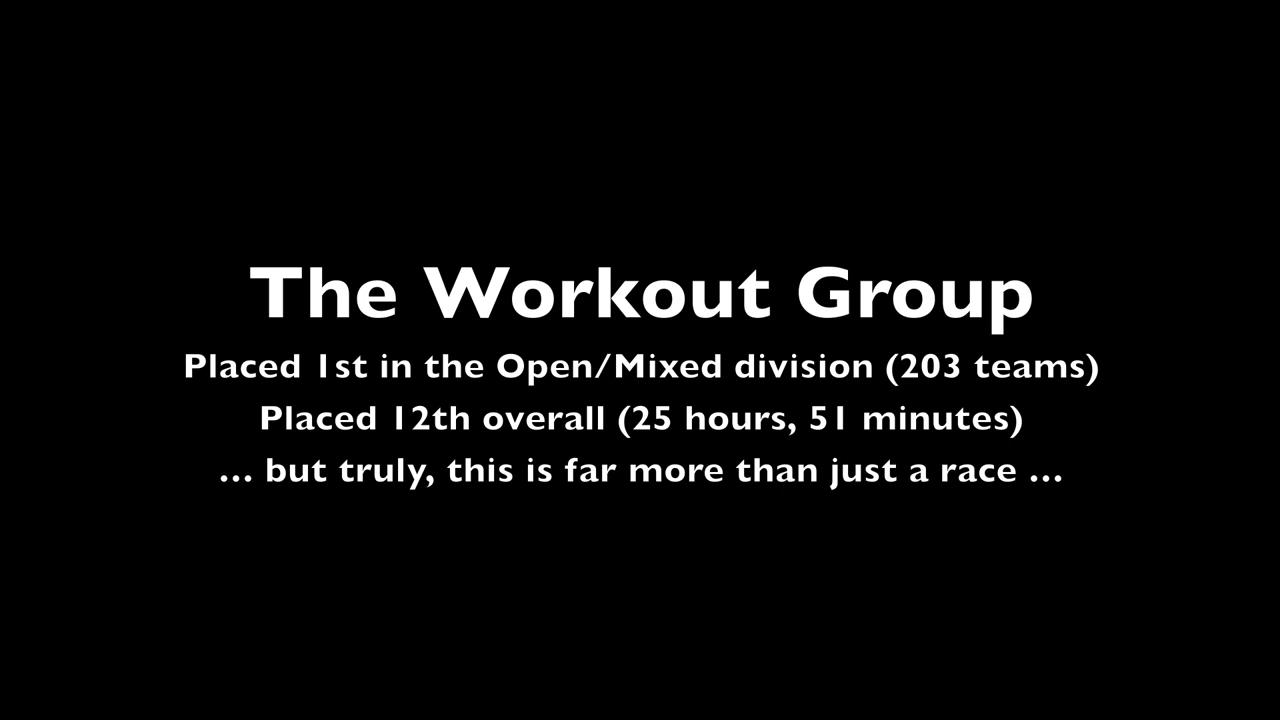 The Workout Group
Placed 1st in the Open/Mixed division (203 teams)
Placed 12th overall (25 hours, 51 minutes)
... but truly, this is far more than just a race ...